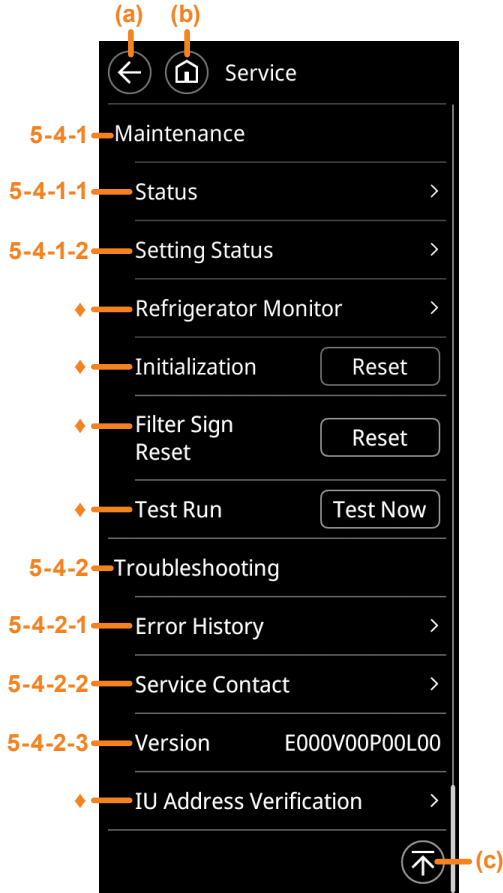 (a) (b)
Service
5-4-1 Maintenance
5-4-1-1 Status
5-4-1-2 Setting Status
♦ Refrigerator Monitor
♦ Initialization Reset
♦ Filter Sign
Reset Reset
♦ Test Run Test Now
5-4-2 Troubleshooting
5-4-2-1 Error History
5-4-2-2 Service Contact
5-4-2-3 Version E000V00P00L00
♦ IU Address Verification
(c)